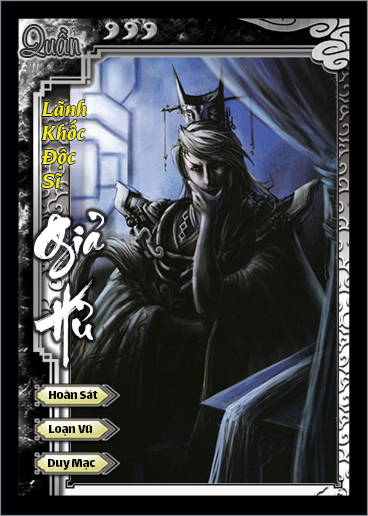 Quần
Lãnh
Khốc
Độc
Sĩ
Giả
Hủ
Hoàn Sát
Loạn Vũ
Duy Mạc